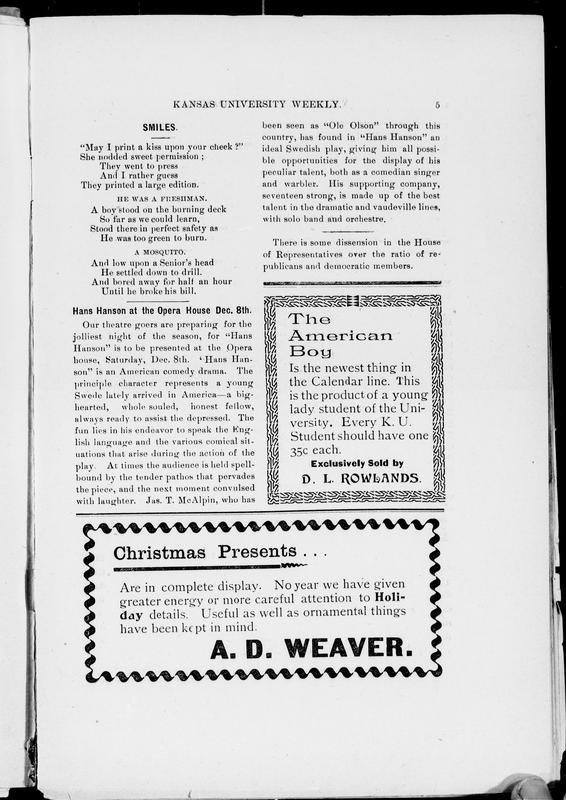 KANSAS UNIVERSITY WEEKLY. 5
SMILES.
"May I print a kiss upon your cheek?"
She nodded sweet permission;
They went to press
And I rather guess
They printed a large edition.
HE WAS A FRESHMAN.
A boy stood on the burning deck
So far as we could learn,
Stood there in perfect safety as
He was too green to burn.
A MOSQUITO.
And low upon a Senior's head
He settled down to drill.
And bored away for half an hour
Until he broke his bill.
Hans Hanson at the Opera House Dec. 8th.
Our theatre goers are preparing for the
jolliest night of the season, for "Hans
Hanson" is to be presented at the Opera
house, Saturday, Dec. 8th. 'Hans Han-
son" is an American comedy drama. The
principle character represents a young
Swede lately arrived in America—a big-
hearted, whole souled, honest fellow,
always ready to assist the depressed. The
fun lies in his endeavor to speak the Eng-
lish language and the various comical sit-
uations that arise during the action of the
play. At times the audience is held spell-
bound by the tender pathos that pervades
the piece, and the next moment convulsed
with laughter. Jas. T. McAlpin, who has
been seen as "Ole Olson" through this
country, has found in "Hans Hanson" an
ideal Swedish play, giving him all possi-
ble opportunities for the display of his
peculiar talent, both as a comedian singer
and warbler. His supporting company,
seventeen strong, is made up of the best
talent in the dramatic and vaudeville lines,
with solo band and orchestre.
There is some dissension in the House
of Representatives over the ratio of re-
publicans and democratic members.
The
American
Boy
Is the newest thing in
the Calendar line. This
is the product of a young
lady student of the Uni-
versity. Every K. U.
Student should have one
35c each.
Exclusively Sold by
D. L. ROWLANDS.
Christmas Presents...
Are in complete display. No year we have given
greater energy or more careful attention to Holi-
day details. Useful as well as ornamental things
have been kept in mind.
A. D. WEAVER.